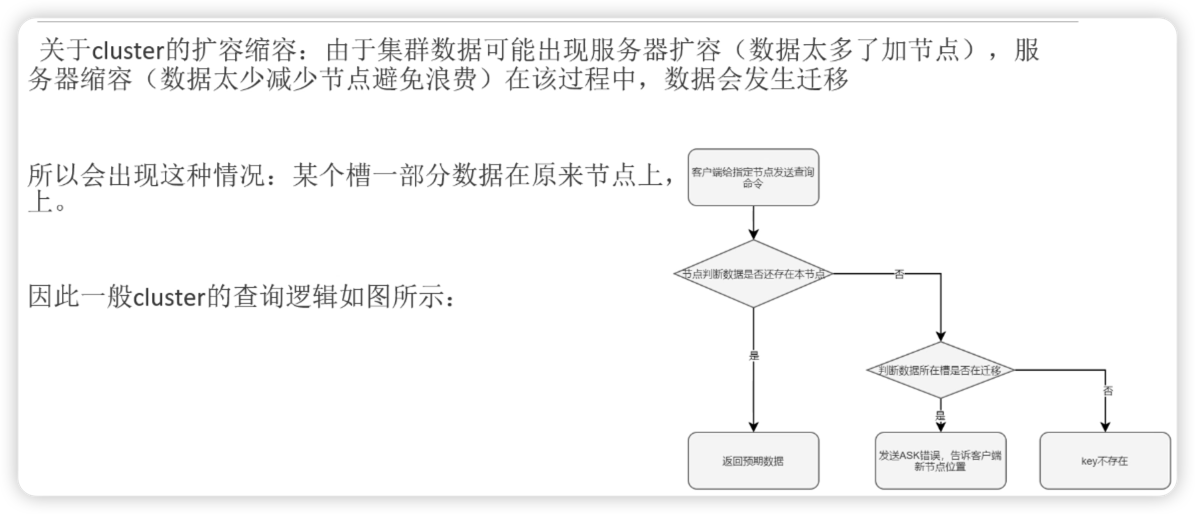 关于cluster的扩容缩容：由于集群数据可能出现服务器扩容（数据太多了加节点），服
务器缩容（数据太少减少节点避免浪费）在该过程中，数据会发生迁移
所以会出现这种情况：某个槽一部分数据在原来节点上，
上。
因此一般cluster的查询逻辑如图所示：
客户端给指定节点发送查询
命令
节点判断数据是否还存在本节点
否
是
判断数据所在槽是否在迁移
否
是
返回预期数据
发送ASK错误，告诉客户端
新节点位置
key不存在